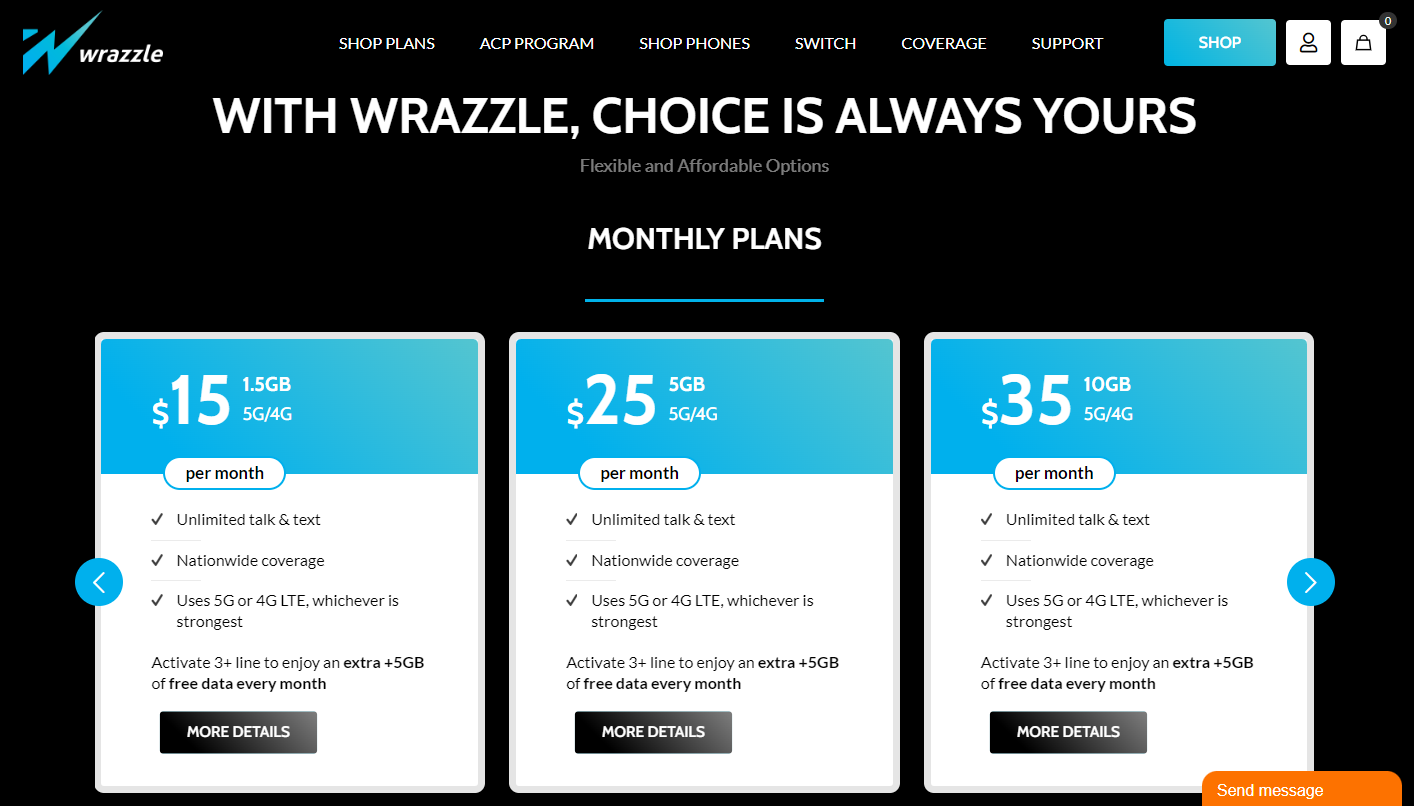 wrazzle
SHOP PLANS
ACP PROGRAM
SHOP PHONES
SWITCH
COVERAGE
SUPPORT
SHOP
0
WITH WRAZZLE, CHOICE IS ALWAYS YOURS
Flexible and Affordable Options
MONTHLY PLANS
$15 1.5GB
5G/4G
per month
Unlimited talk & text
Nationwide coverage
Uses 5G or 4G LTE, whichever is
strongest
Activate 3+ line to enjoy an extra +5GB
of free data every month
MORE DETAILS
$25 5GB
5G/4G
per month
Unlimited talk & text
Nationwide coverage
Uses 5G or 4G LTE, whichever is
strongest
Activate 3+ line to enjoy an extra +5GB
of free data every month
MORE DETAILS
$35 10GB
5G/4G
per month
Unlimited talk & text
Nationwide coverage
Uses 5G or 4G LTE, whichever is
strongest
Activate 3+ line to enjoy an extra +5GB
of free data every month
MORE DETAILS
Send message